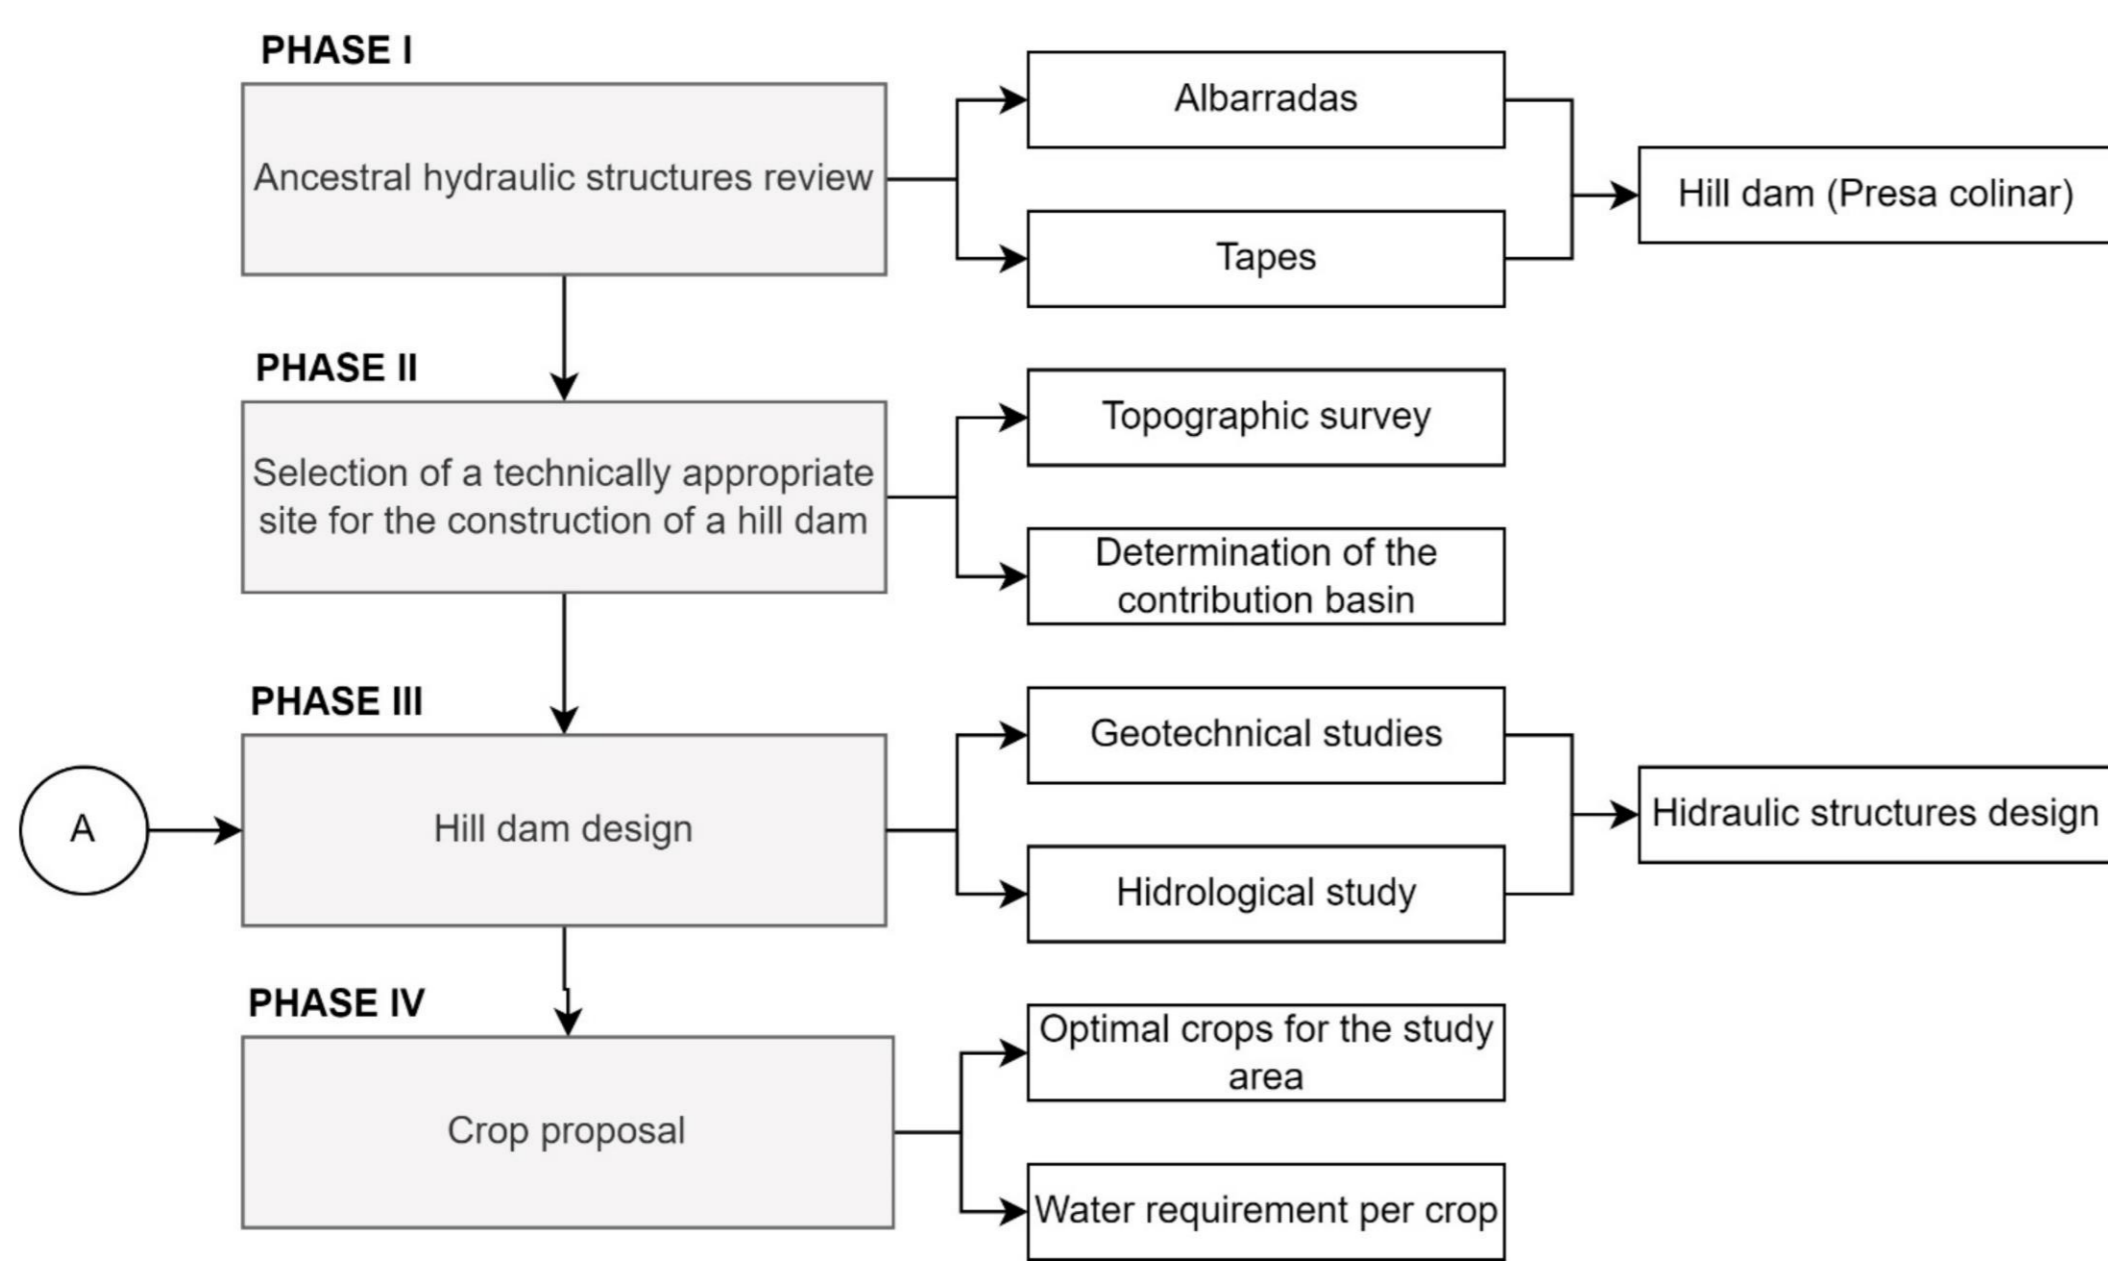 PHASE I
Ancestral hydraulic structures review
Albarradas
Tapes
Hill dam (Presa colinar)
PHASE II
Selection of a technically appropriate
site for the construction of a hill dam
Topographic survey
Determination of the
contribution basin
PHASE III
A
Hill dam design
Geotechnical studies
Hidrological study
Hidraulic structures design
PHASE IV
Crop proposal
Optimal crops for the study
area
Water requirement per crop